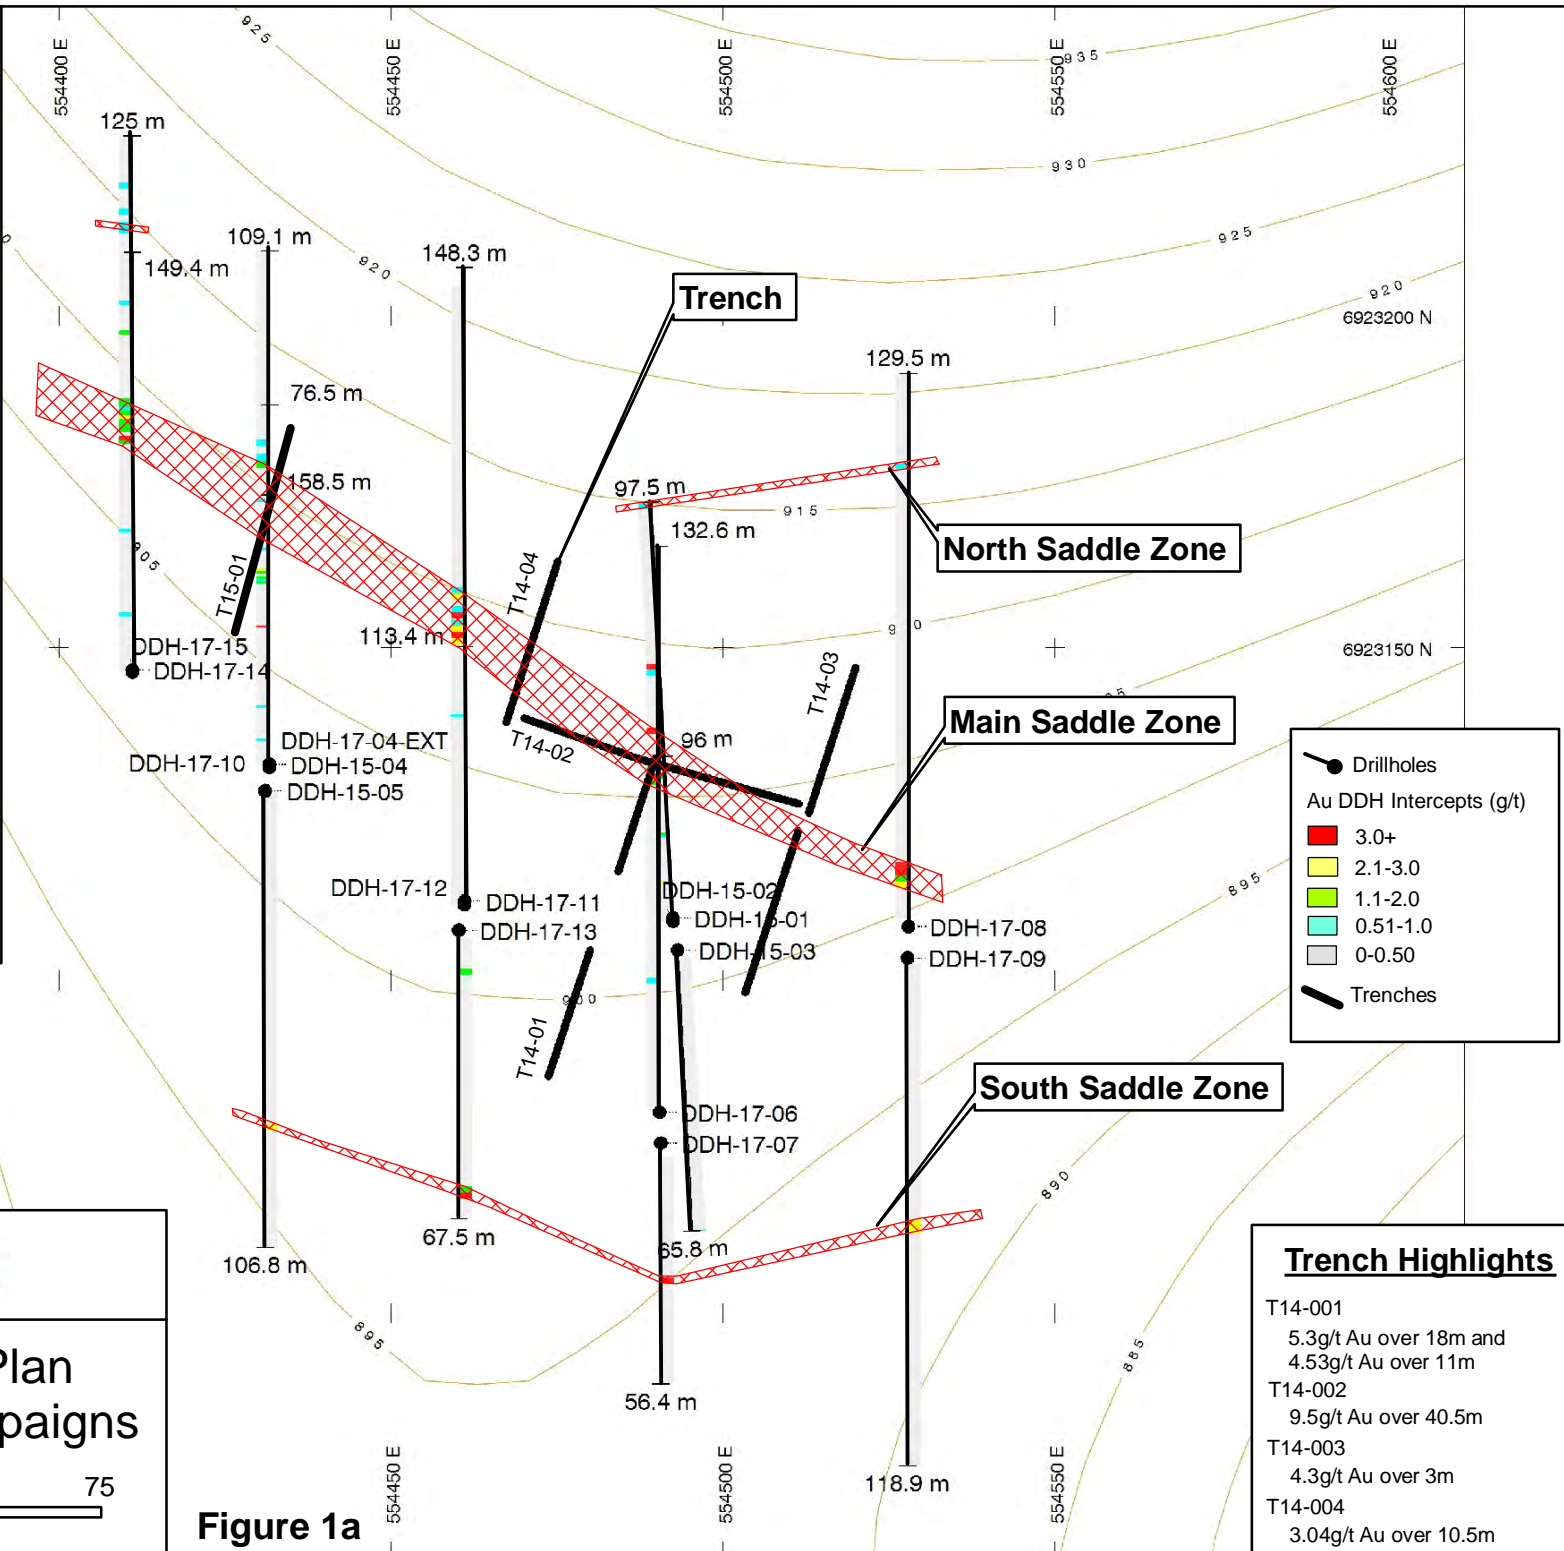 554400 E
554450 E
554500 E
554550 E
554600 E
925
935
930
925
920
920
915
905
125 m
149.4 m
109.1 m
148.3 m
Trench
6923200 N
129.5 m
76.5 m
158.5 m
97.5 m
132.6 m
North Saddle Zone
T15-01
T14-04
113.4 m
6923150 N
DDH-17-15
DDH-17-14
T14-03
Main Saddle Zone
T14-02
96 m
DDH-17-04-EXT
DDH-17-10
DDH-15-04
DDH-15-05
Drillholes
Au DDH Intercepts (g/t)
3.0+
2.1-3.0
1.1-2.0
0.51-1.0
0-0.50
Trenches
DDH-17-12
DDH-17-11
DDH-17-13
DDH-15-02
DDH-15-01
DDH-15-03
DDH-17-08
DDH-17-09
895
900
T14-01
South Saddle Zone
DDH-17-06
DDH-17-07
890
67.5 m
65.8 m
106.8 m
895
885
56.4 m
118.9 m
Trench Highlights
T14-001
5.3g/t Au over 18m and
4.53g/t Au over 11m
T14-002
9.5g/t Au over 40.5m
T14-003
4.3g/t Au over 3m
T14-004
3.04g/t Au over 10.5m
Plan
paigns
75
554450 E
554500 E
554550 E
Figure 1a